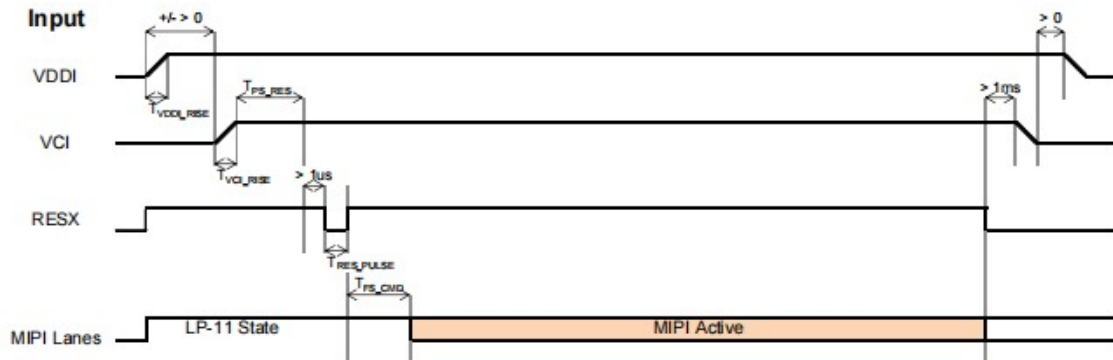 Input
+/- > 0
> 0
VDDI
TVDDI_RISE
TPS_RES
> 1ms
VCI
TVCI_RISE
> 1us
RESX
TRES_PULSE
TFS_CMD
LP-11 State
MIPI Active
MIPI Lanes